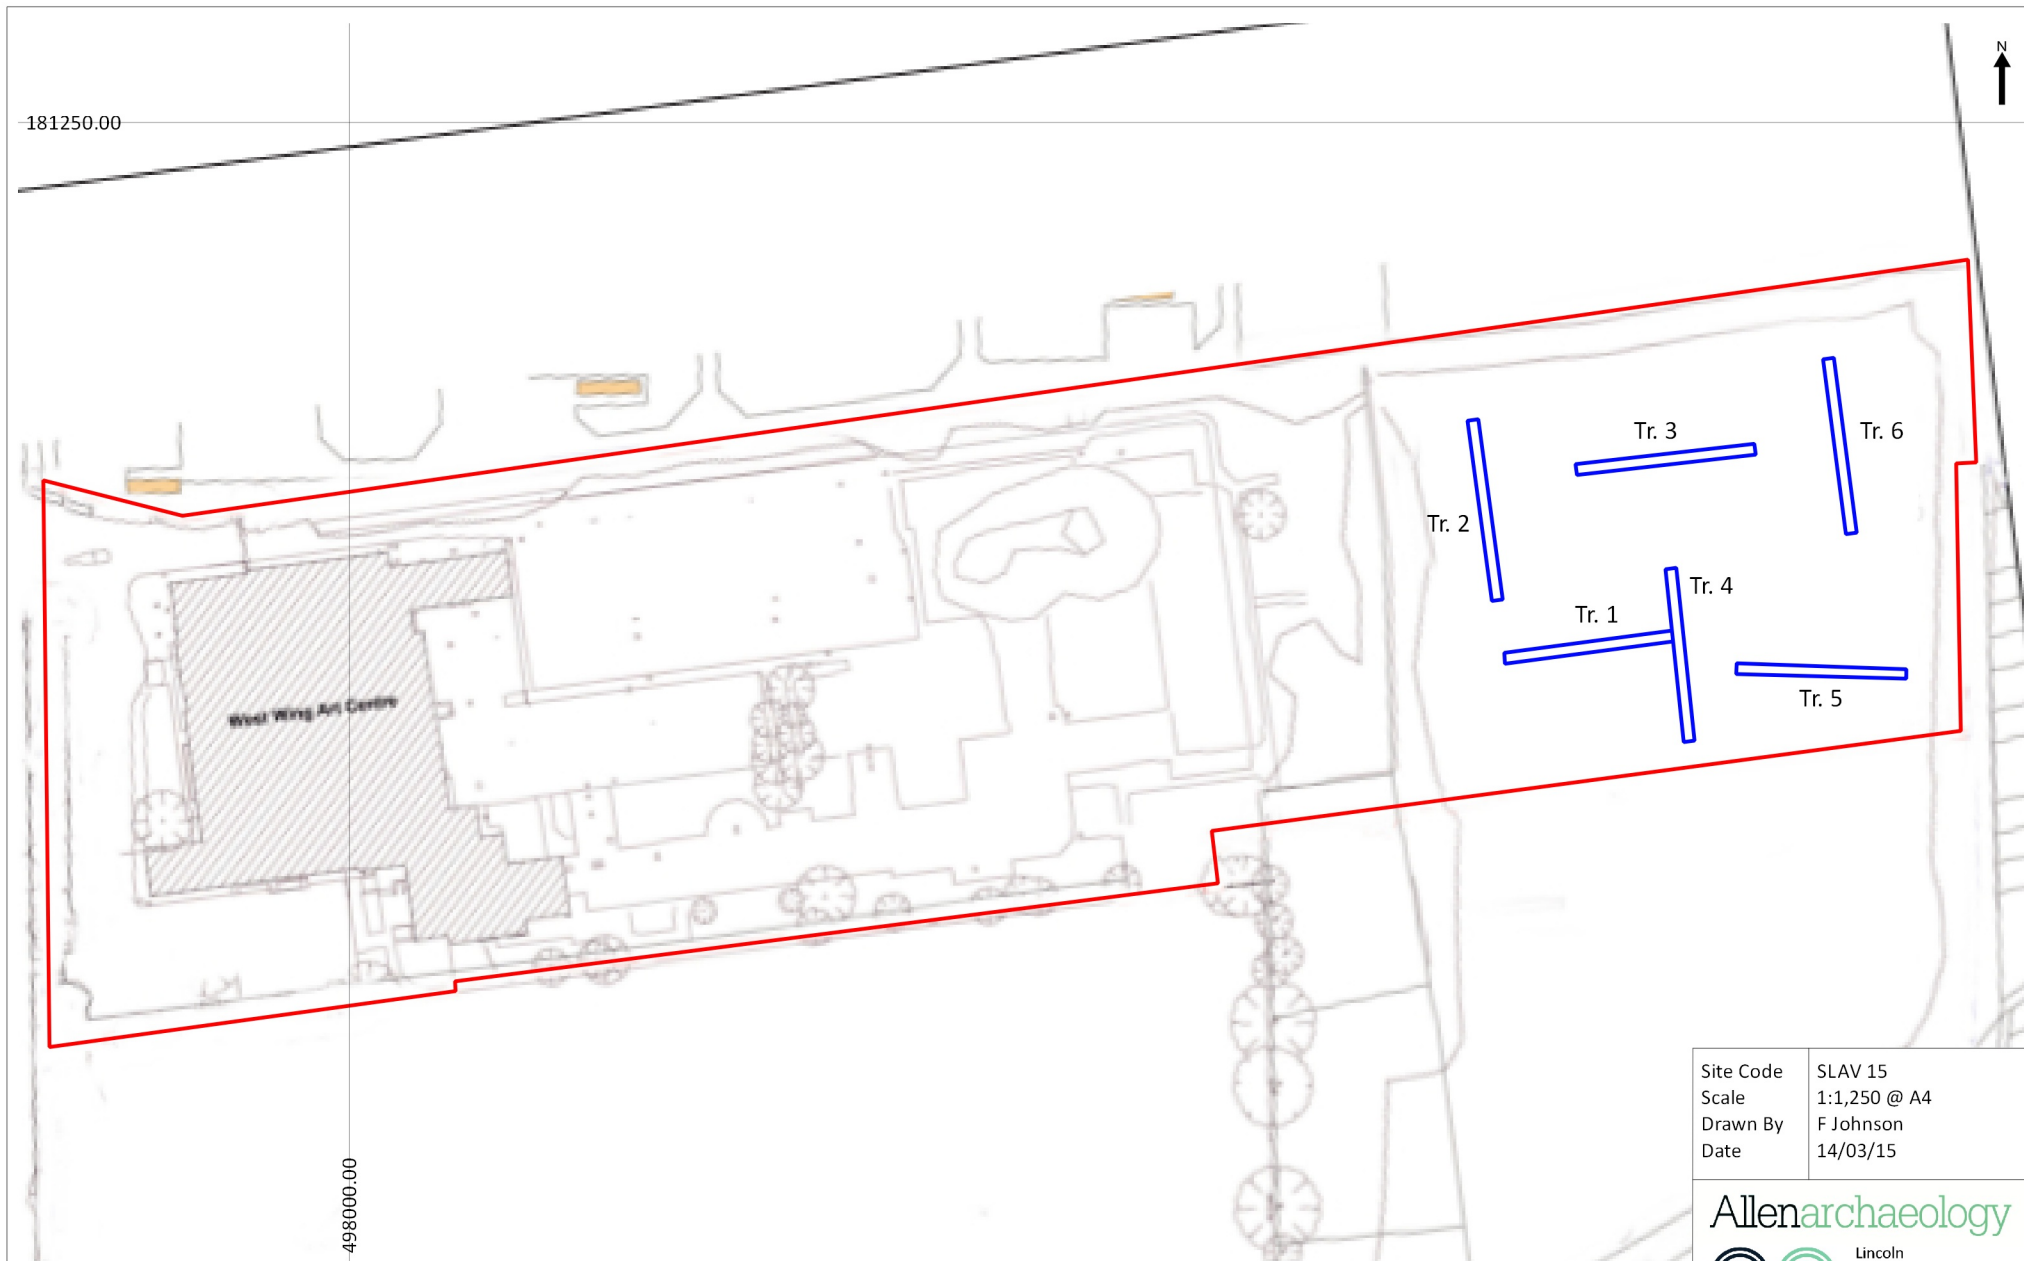 N
181250.00
Tr. 3
Tr. 6
Tr. 2
Tr. 4
Tr. 1
Tr. 5
West Wing Art Centre
498000.00
Site Code SLAV 15
Scale 1:1,250 @ A4
Drawn By F Johnson
Date 14/03/15
Allenarchaeology
Lincoln